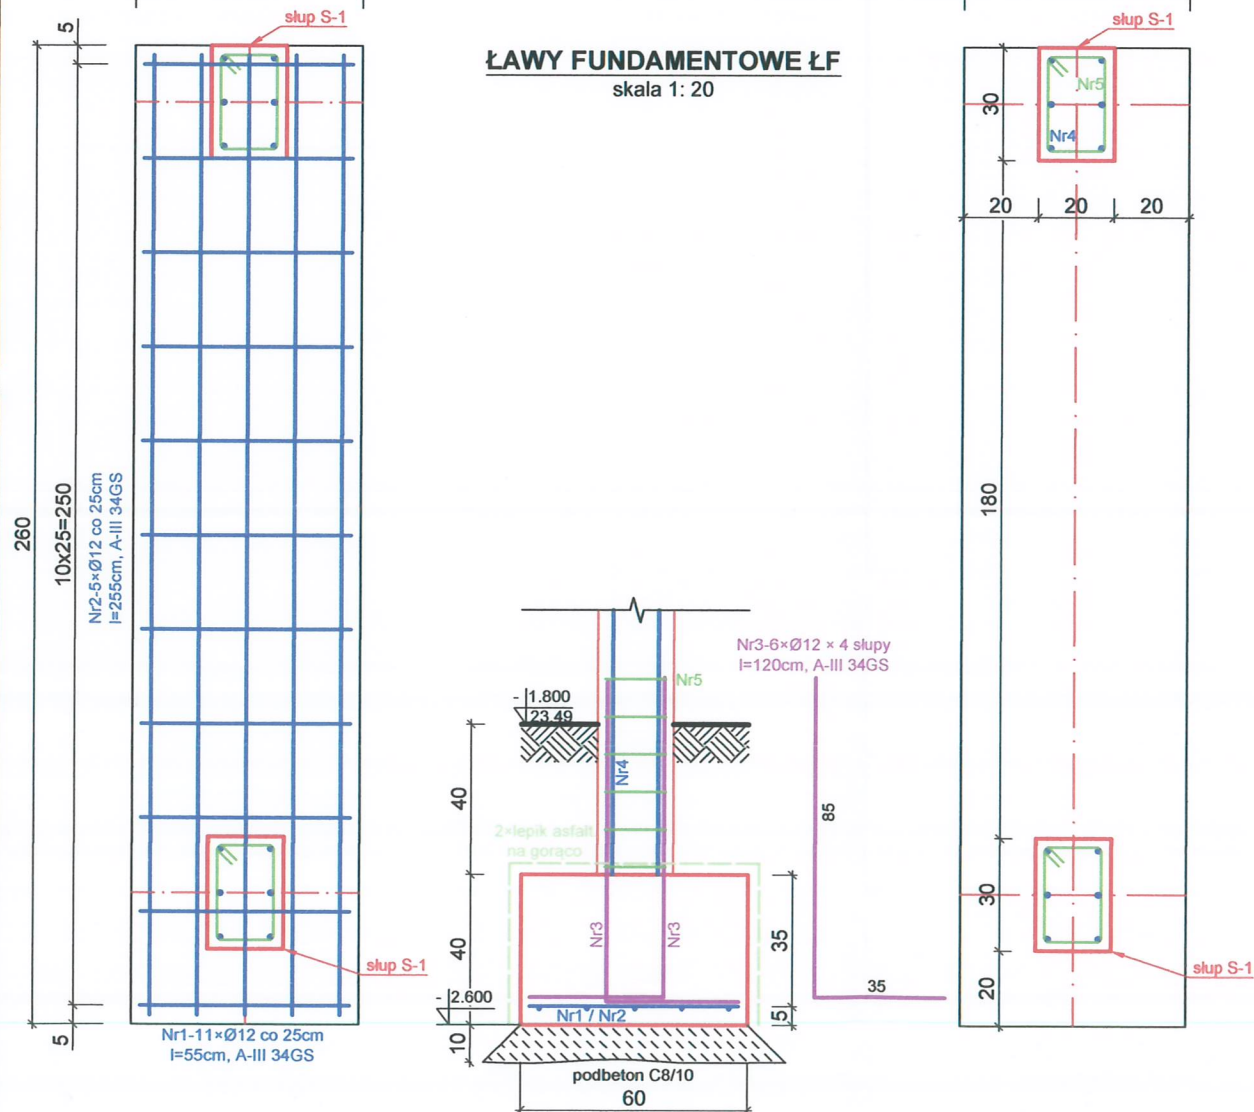 ŁAWY FUNDAMENTOWE ŁF
skala 1: 20
słup S-1
5
260
10x25=250
Nr2-5×Ø12 co 25cm
l=255cm, A-III 34GS
5
słup S-1
Nr1-11×Ø12 co 25cm
l=55cm, A-III 34GS
Nr3-6×Ø12 × 4 słupy
l=120cm, A-III 34GS
Nr5
- 1.800
23.49
Nr4
40
2×lepik asfalt.
na gorąco
85
40
Nr3
Nr3
35
35
- 2.600
Nr1 / Nr2
5
10
podbeton C8/10
60
słup S-1
Nr5
30
Nr4
20
20
20
180
30
słup S-1
20